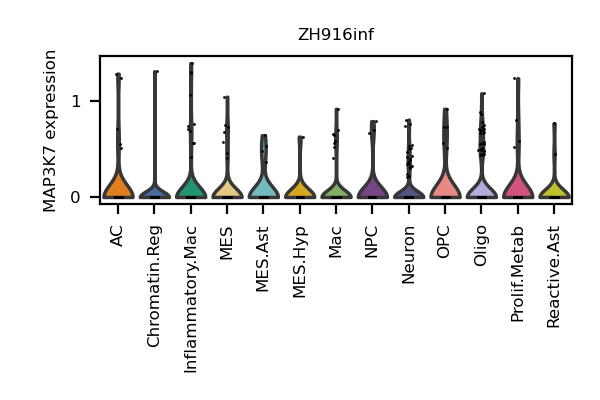 ZH916inf
MAP3K7 expression
1
0
AC
Chromatin.Reg
Inflammatory.Mac
MES
MES.Ast
MES.Hyp
Mac
NPC
Neuron
OPC
Oligo
Prolif.Metab
Reactive.Ast